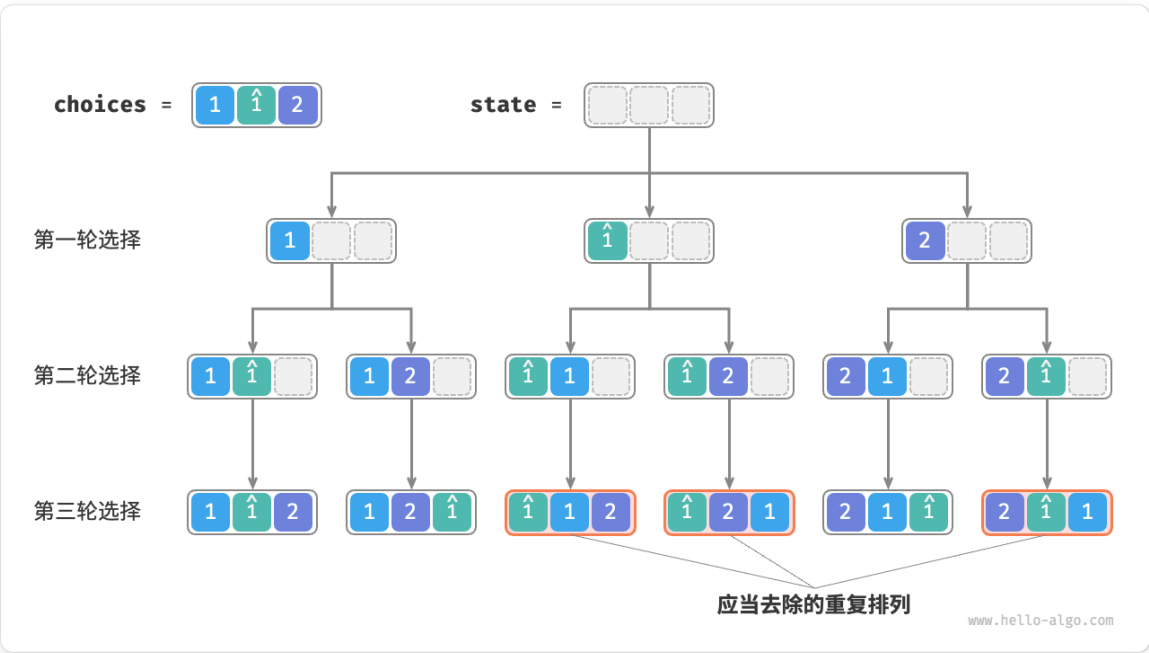 choices = 1 1̂ 2 state =
第一轮选择 1 1̂ 2
第二轮选择 1 1̂ 1 2 1̂ 1 1̂ 2 2 1 2 1̂
第三轮选择 1 1̂ 2 1 2 1̂ 1̂ 1 2 1̂ 2 1 2 1 1̂ 2 1̂ 1
应当去除的重复排列
www.hello-algo.com